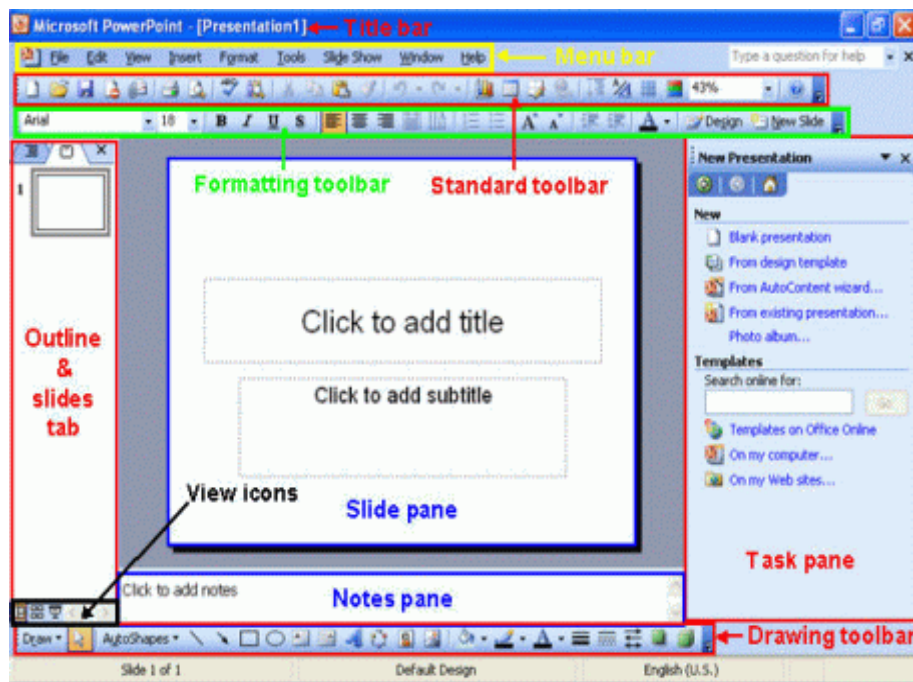 Microsoft PowerPoint - [Presentation1] Title bar
File Edit View Insert Format Tools Slide Show Window Help Menu bar Type a question for help
43%
Arial 18 B I U S A A A Design New Slide
Formatting toolbar Standard toolbar
New Presentation
1
New
Blank presentation
From design template
From AutoContent wizard...
From existing presentation...
Photo album...
Templates
Search online for:
Go
Templates on Office Online
On my computer...
On my Web sites...
Task pane
Outline
&
slides
tab
Click to add title
Click to add subtitle
View icons
Slide pane
Click to add notes
Notes pane
Draw AutoShapes A Drawing toolbar
Slide 1 of 1 Default Design English (U.S.)